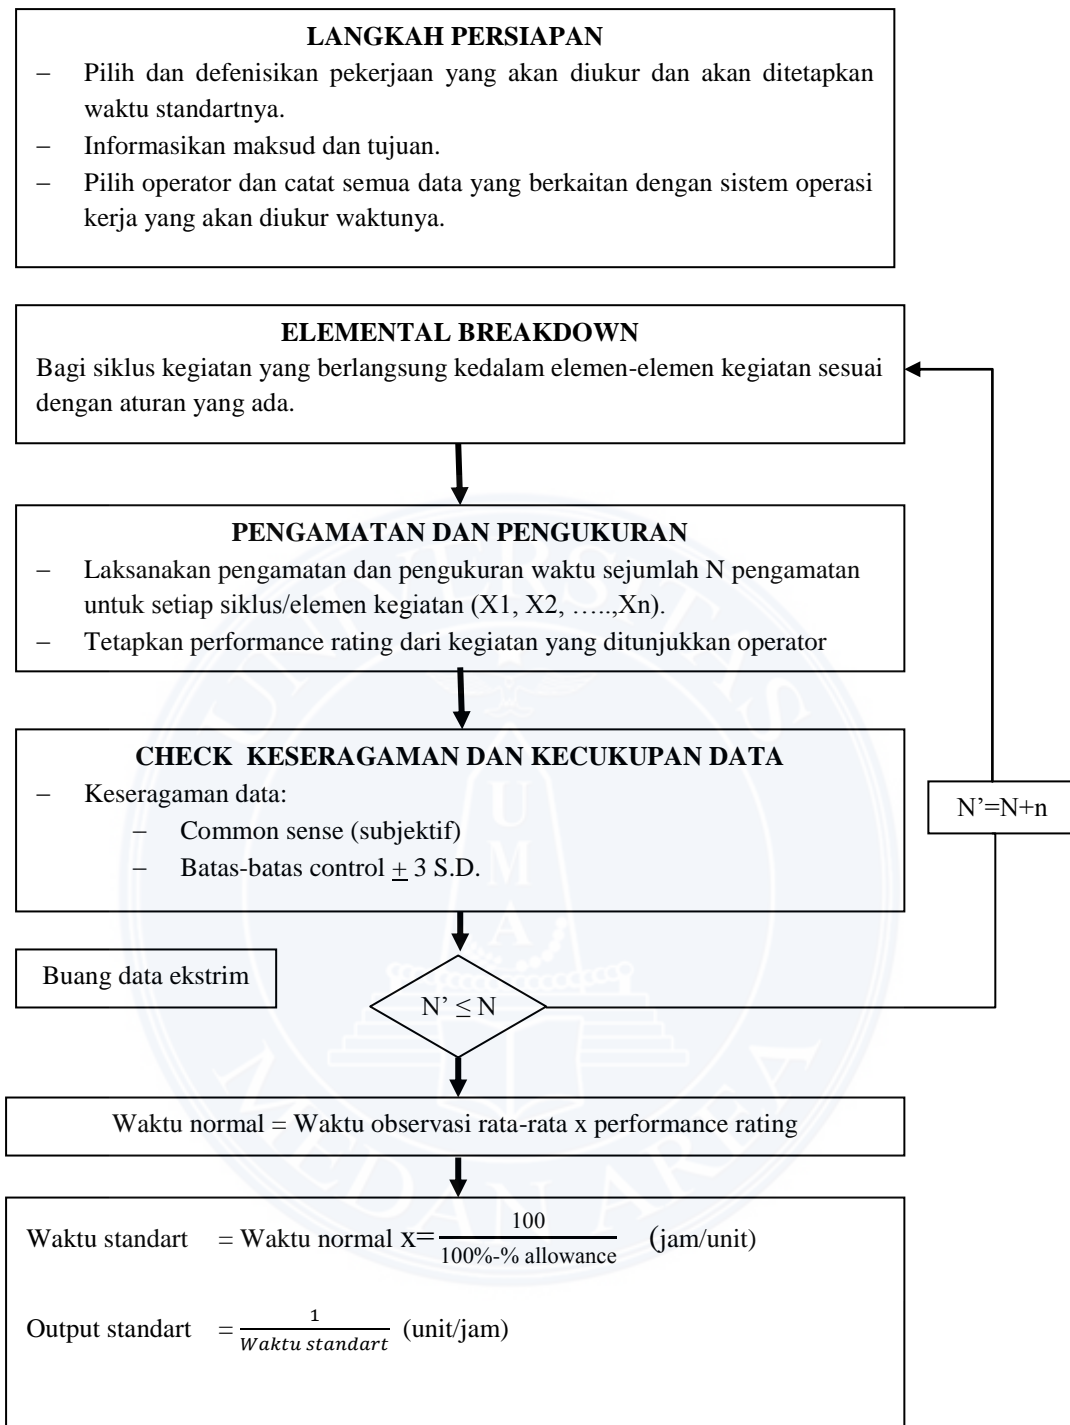 LANGKAH PERSIAPAN
– Pilih dan defenisikan pekerjaan yang akan diukur dan akan ditetapkan
waktu standartnya.
– Informasikan maksud dan tujuan.
– Pilih operator dan catat semua data yang berkaitan dengan sistem operasi
kerja yang akan diukur waktunya.
ELEMENTAL BREAKDOWN
Bagi siklus kegiatan yang berlangsung kedalam elemen-elemen kegiatan sesuai
dengan aturan yang ada.
PENGAMATAN DAN PENGUKURAN
– Laksanakan pengamatan dan pengukuran waktu sejumlah N pengamatan
untuk setiap siklus/elemen kegiatan (X1, X2, …..,Xn).
– Tetapkan performance rating dari kegiatan yang ditunjukkan operator
CHECK KESERAGAMAN DAN KECUKUPAN DATA
– Keseragaman data:
– Common sense (subjektif)
– Batas-batas control ± 3 S.D.
N’=N+n
Buang data ekstrim
N’ ≤ N
Waktu normal = Waktu observasi rata-rata x performance rating
Waktu standart = Waktu normal x= 100 / 100%-% allowance (jam/unit)
Output standart = 1 / Waktu standart (unit/jam)
UNIVERSITAS
UMA
MEDAN AREA